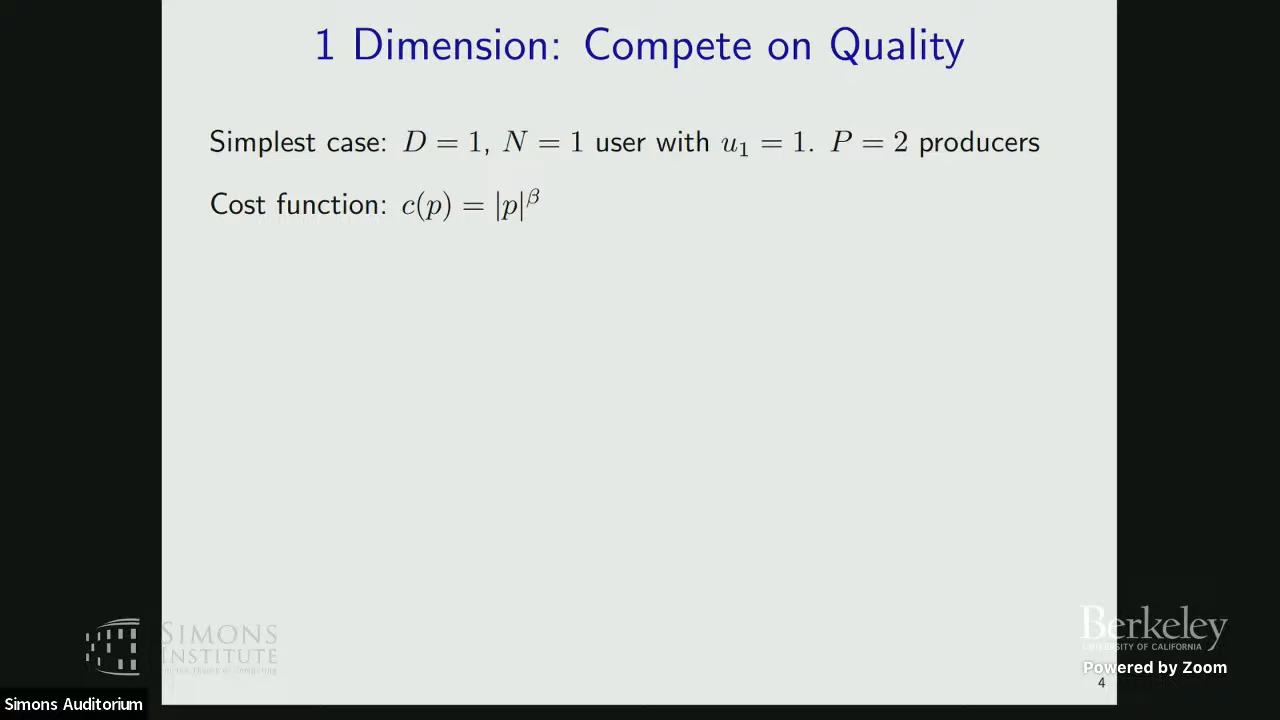 1 Dimension: Compete on Quality
Simplest case: D = 1, N = 1 user with u₁ = 1. P = 2 producers
Cost function: c(p) = |p|^β
SIMONS
INSTITUTE
Berkeley
UNIVERSITY OF CALIFORNIA
Powered by Zoom
4
Simons Auditorium